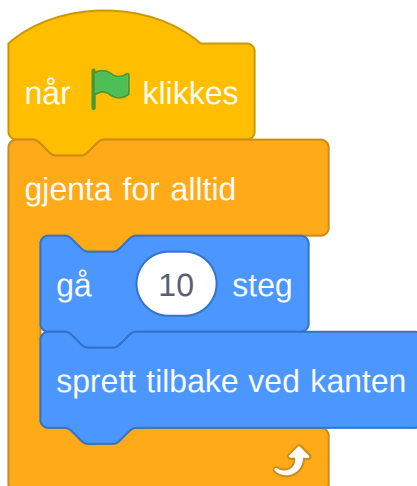 når klikkes
gjenta for alltid
gå 10 steg
sprett tilbake ved kanten